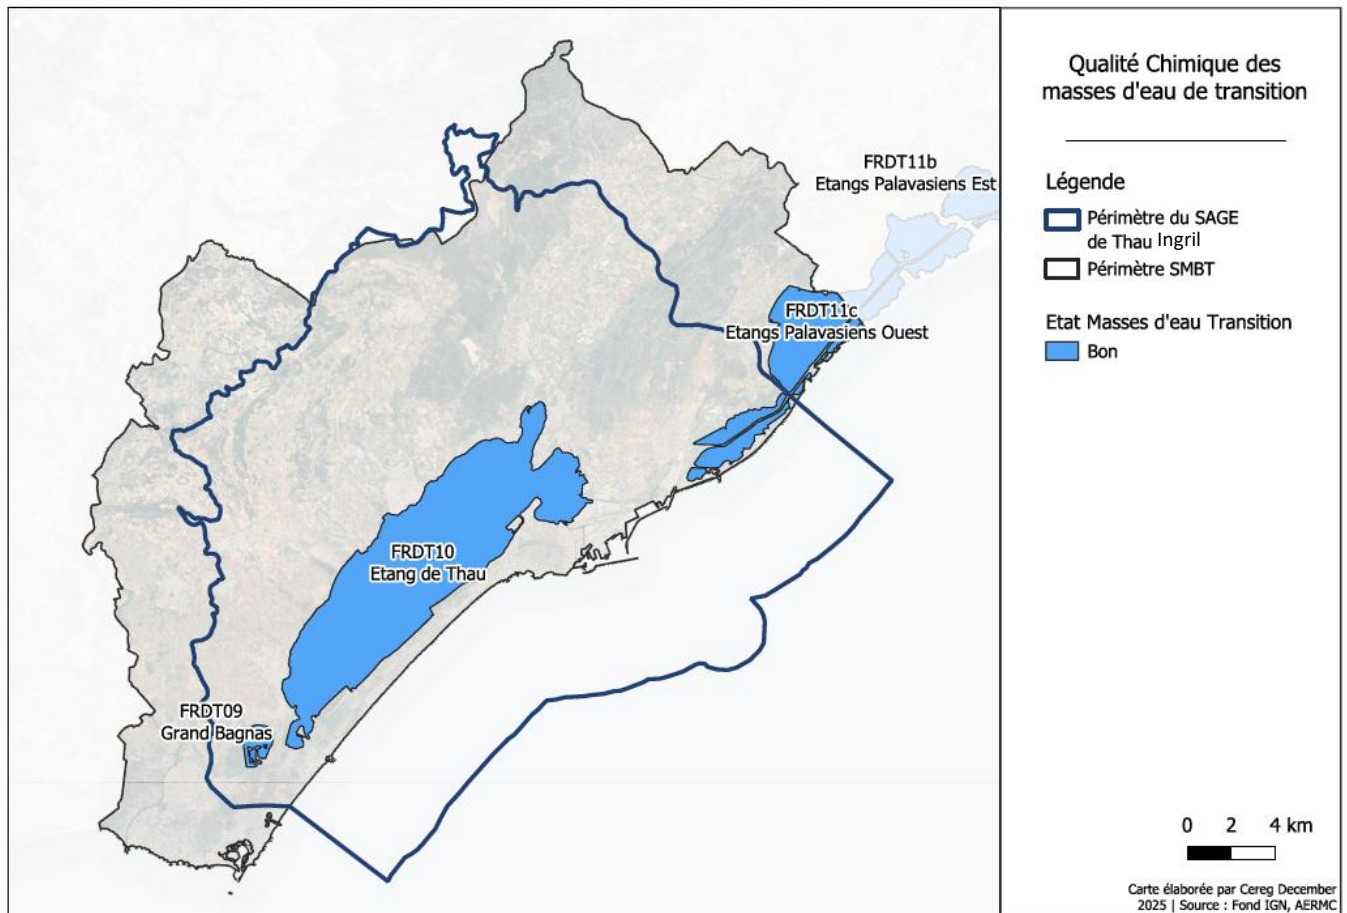 FRDT11b
Etangs Palavasiens Est
FRDT11c
Etangs Palavasiens Ouest
FRDT10
Etang de Thau
FRDT09
Grand Bagnas
Qualité Chimique des
masses d'eau de transition
Légende
Périmètre du SAGE
de Thau Ingril
Périmètre SMBT
Etat Masses d'eau Transition
Bon
0 2 4 km
Carte élaborée par Cereg December
2025 | Source : Fond IGN, AERMC